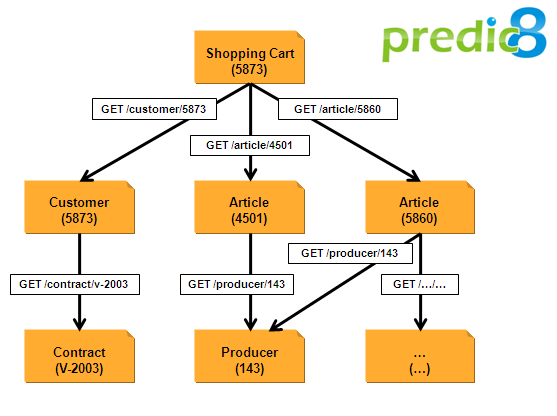 predic8
Shopping Cart
(5873)
GET /customer/5873
GET /article/5860
GET /article/4501
Customer
(5873)
Article
(4501)
Article
(5860)
GET /producer/143
GET /contract/v-2003
GET /producer/143
GET /.../...
Contract
(V-2003)
Producer
(143)
...
(...)